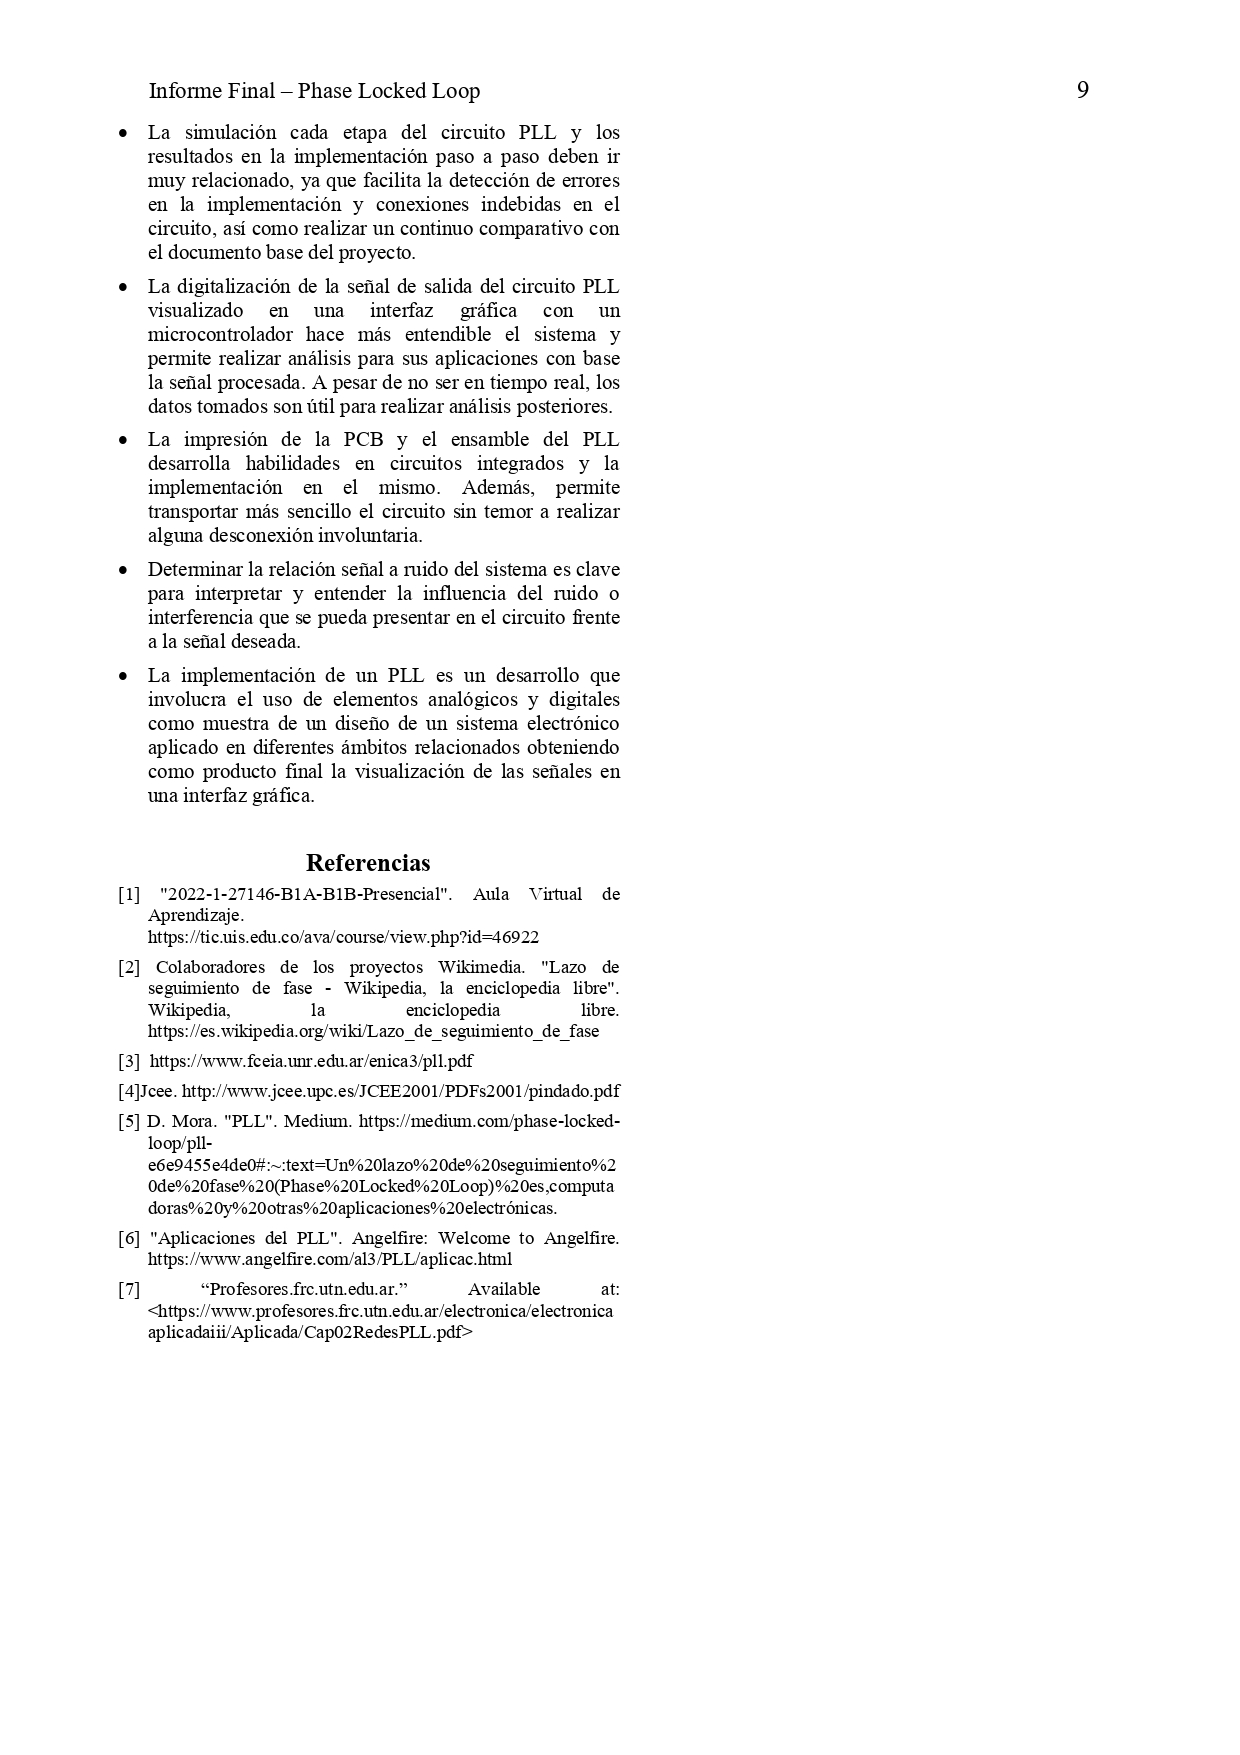 Informe Final – Phase Locked Loop 9
• La simulación cada etapa del circuito PLL y los
resultados en la implementación paso a paso deben ir
muy relacionado, ya que facilita la detección de errores
en la implementación y conexiones indebidas en el
circuito, así como realizar un continuo comparativo con
el documento base del proyecto.
• La digitalización de la señal de salida del circuito PLL
visualizado en una interfaz gráfica con un
microcontrolador hace más entendible el sistema y
permite realizar análisis para sus aplicaciones con base
la señal procesada. A pesar de no ser en tiempo real, los
datos tomados son útil para realizar análisis posteriores.
• La impresión de la PCB y el ensamble del PLL
desarrolla habilidades en circuitos integrados y la
implementación en el mismo. Además, permite
transportar más sencillo el circuito sin temor a realizar
alguna desconexión involuntaria.
• Determinar la relación señal a ruido del sistema es clave
para interpretar y entender la influencia del ruido o
interferencia que se pueda presentar en el circuito frente
a la señal deseada.
• La implementación de un PLL es un desarrollo que
involucra el uso de elementos analógicos y digitales
como muestra de un diseño de un sistema electrónico
aplicado en diferentes ámbitos relacionados obteniendo
como producto final la visualización de las señales en
una interfaz gráfica.
Referencias
[1] "2022-1-27146-B1A-B1B-Presencial". Aula Virtual de
Aprendizaje.
https://tic.uis.edu.co/ava/course/view.php?id=46922
[2] Colaboradores de los proyectos Wikimedia. "Lazo de
seguimiento de fase - Wikipedia, la enciclopedia libre".
Wikipedia, la enciclopedia libre.
https://es.wikipedia.org/wiki/Lazo_de_seguimiento_de_fase
[3] https://www.fceia.unr.edu.ar/enica3/pll.pdf
[4]Jcee. http://www.jcee.upc.es/JCEE2001/PDFs2001/pindado.pdf
[5] D. Mora. "PLL". Medium. https://medium.com/phase-locked-
loop/pll-
e6e9455e4de0#:~:text=Un%20lazo%20de%20seguimiento%2
0de%20fase%20(Phase%20Locked%20Loop)%20es,computa
doras%20y%20otras%20aplicaciones%20electrónicas.
[6] "Aplicaciones del PLL". Angelfire: Welcome to Angelfire.
https://www.angelfire.com/al3/PLL/aplicac.html
[7] “Profesores.frc.utn.edu.ar.” Available at:
<https://www.profesores.frc.utn.edu.ar/electronica/electronica
aplicadaiii/Aplicada/Cap02RedesPLL.pdf>